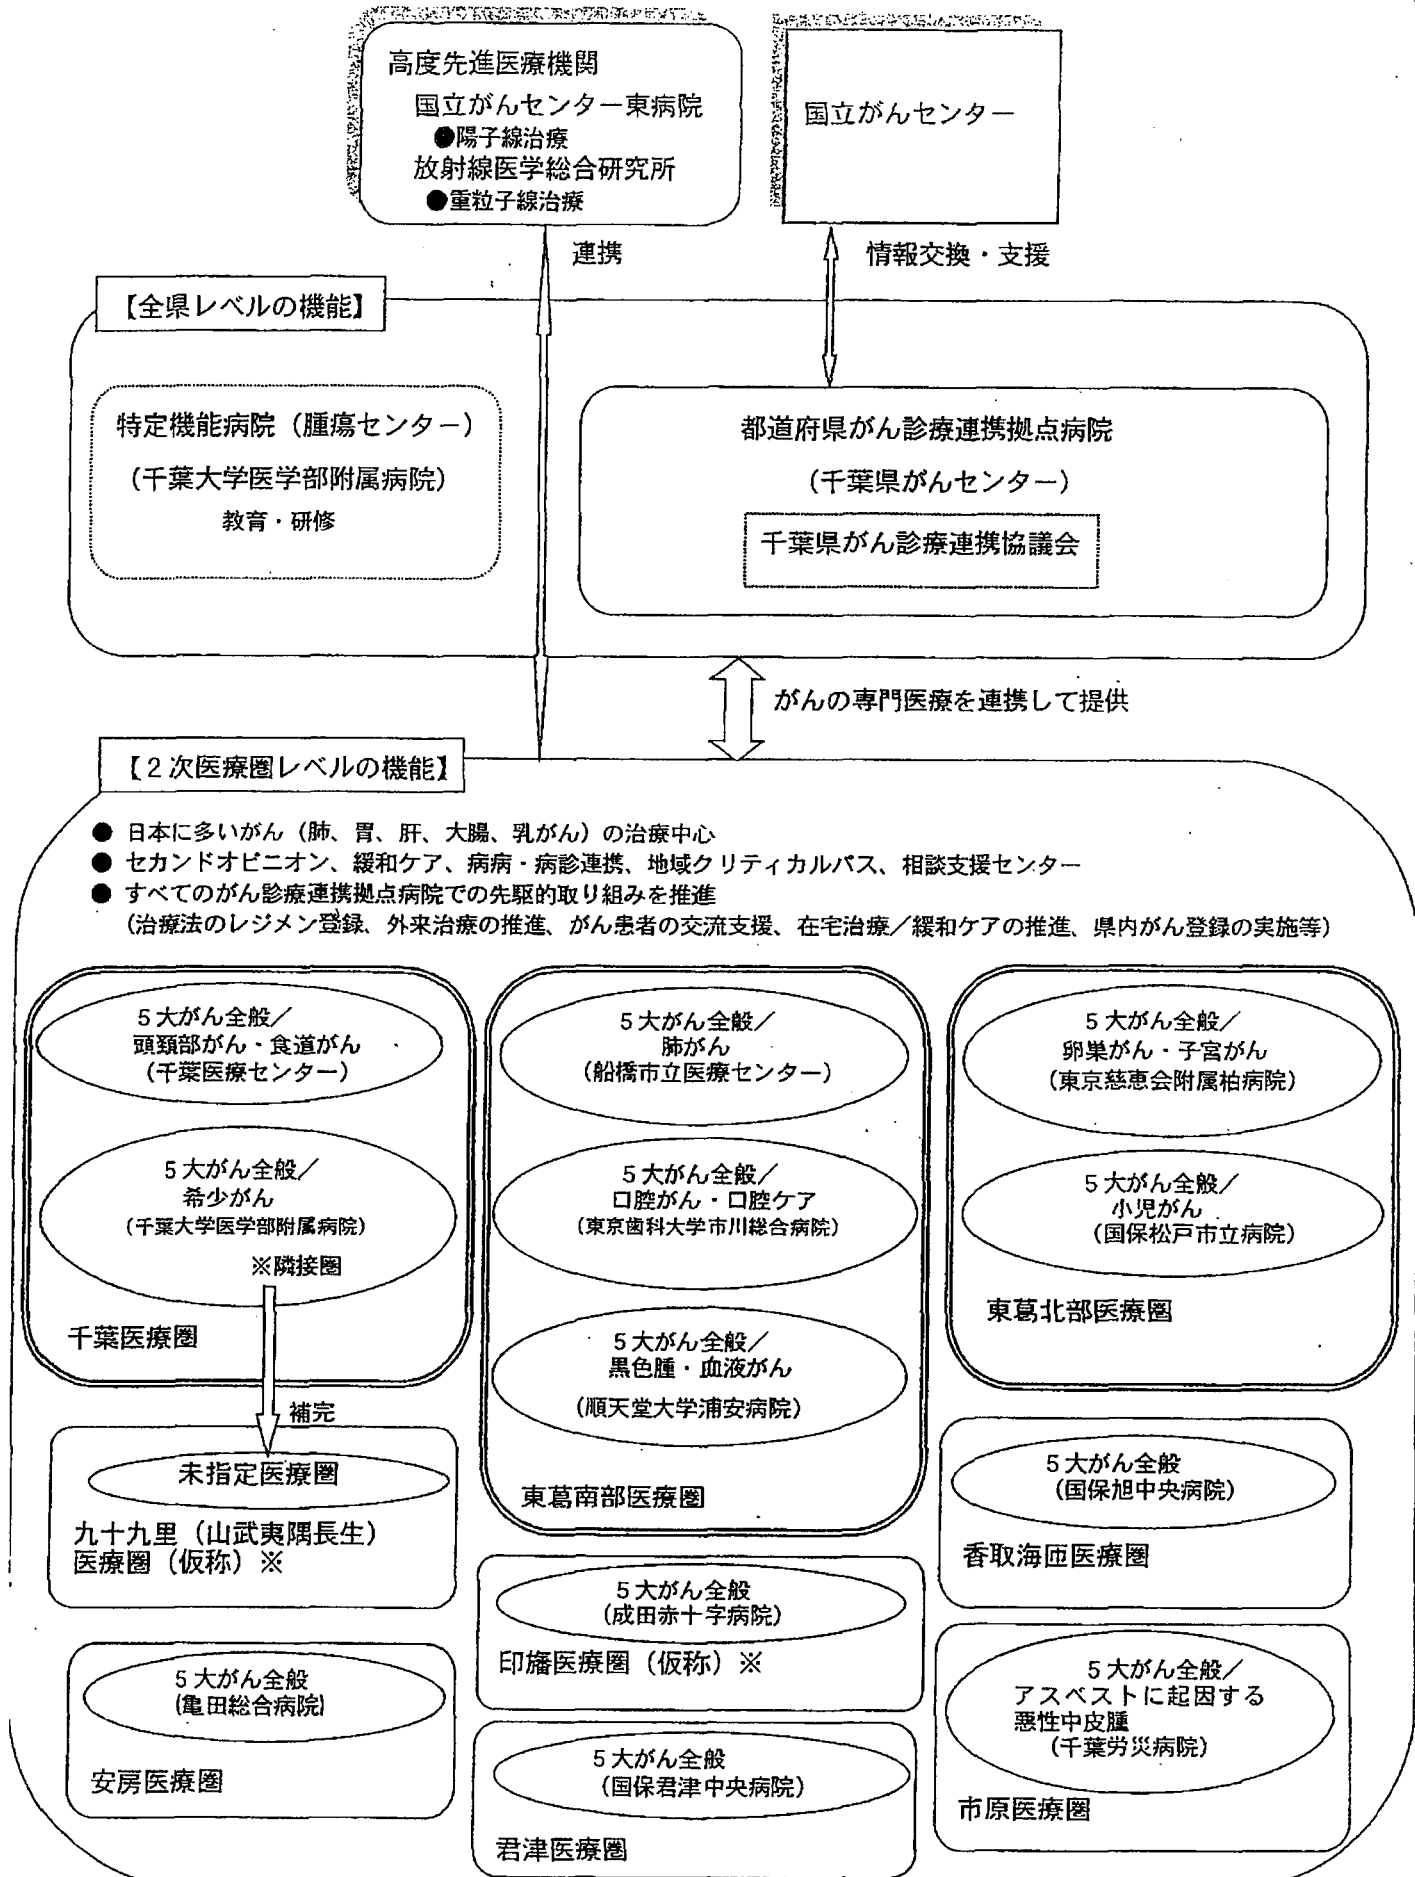 高度先進医療機関
国立がんセンター東病院
●陽子線治療
放射線医学総合研究所
●重粒子線治療
国立がんセンター
連携
情報交換・支援
【全県レベルの機能】
特定機能病院（腫瘍センター）
（千葉大学医学部附属病院）
教育・研修
都道府県がん診療連携拠点病院
（千葉県がんセンター）
千葉県がん診療連携協議会
がんの専門医療を連携して提供
【２次医療圏レベルの機能】
● 日本に多いがん（肺、胃、肝、大腸、乳がん）の治療中心
● セカンドオピニオン、緩和ケア、病病・病診連携、地域クリティカルパス、相談支援センター
● すべてのがん診療連携拠点病院での先駆的取り組みを推進
（治療法のレジメン登録、外来治療の推進、がん患者の交流支援、在宅治療／緩和ケアの推進、県内がん登録の実施等）
５大がん全般／
頭頚部がん・食道がん
（千葉医療センター）
５大がん全般／
希少がん
（千葉大学医学部附属病院）
※隣接圏
千葉医療圏
補完
未指定医療圏
九十九里（山武夷隅長生）
医療圏（仮称）※
５大がん全般
（亀田総合病院）
安房医療圏
５大がん全般／
肺がん
（船橋市立医療センター）
５大がん全般／
口腔がん・口腔ケア
（東京歯科大学市川総合病院）
５大がん全般／
黒色腫・血液がん
（順天堂大学浦安病院）
東葛南部医療圏
５大がん全般
（成田赤十字病院）
印旛医療圏（仮称）※
５大がん全般
（国保君津中央病院）
君津医療圏
５大がん全般／
卵巣がん・子宮がん
（東京慈恵会附属柏病院）
５大がん全般／
小児がん
（国保松戸市立病院）
東葛北部医療圏
５大がん全般
（国保旭中央病院）
香取海匝医療圏
５大がん全般／
アスベストに起因する
悪性中皮腫
（千葉労災病院）
市原医療圏